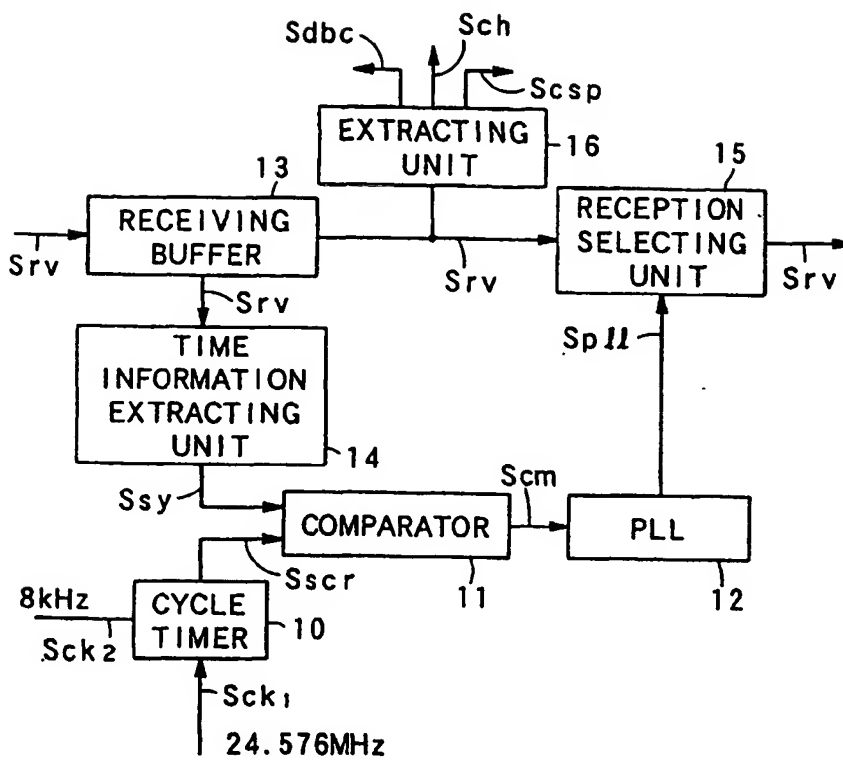 Sdbc
Sch
Scsp
EXTRACTING
UNIT
16
13
15
RECEIVING
BUFFER
RECEPTION
SELECTING
UNIT
Srv
Srv
Srv
Srv
Spll
TIME
INFORMATION
EXTRACTING
UNIT
14
Ssy
Scm
COMPARATOR
PLL
Sscr
11
12
8kHz
CYCLE
TIMER
10
Sck2
Sck1
24.576MHz